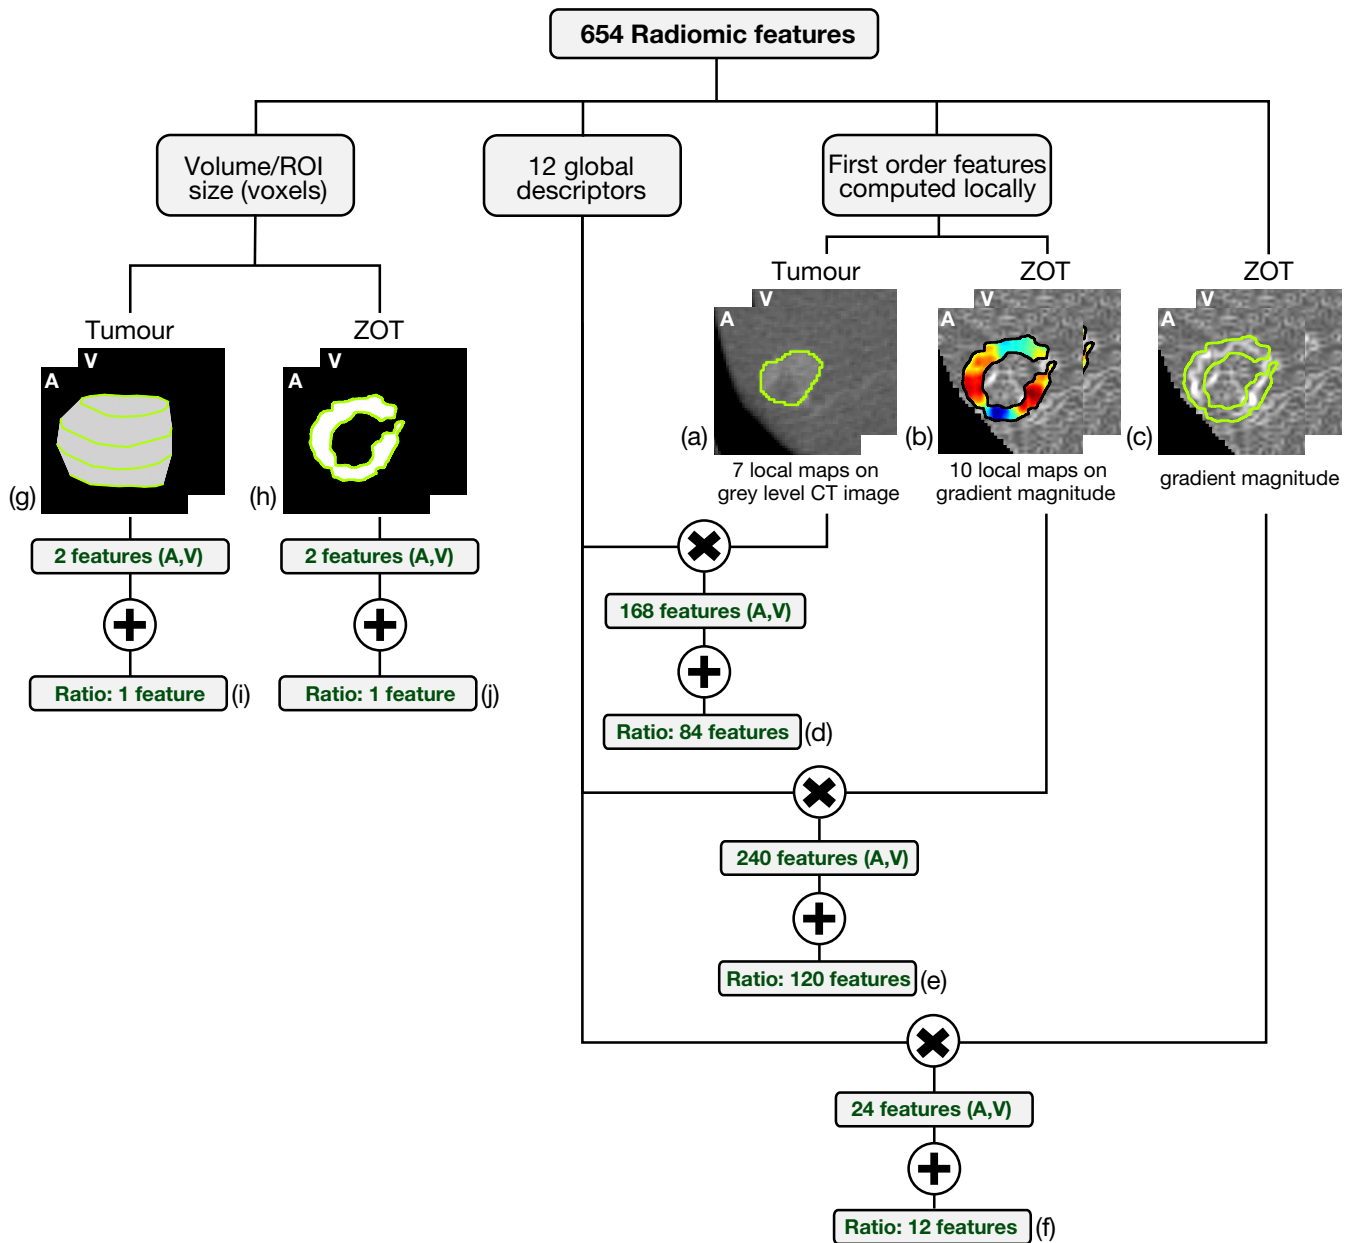 654 Radiomic features
Volume/ROI
size (voxels)
12 global
descriptors
First order features
computed locally
Tumour
ZOT
ZOT
V
A
V
A
V
A
(a)
(b)
(c)
7 local maps on
grey level CT image
10 local maps on
gradient magnitude
gradient magnitude
Tumour
ZOT
V
A
V
A
(g)
(h)
2 features (A,V)
2 features (A,V)
Ratio: 1 feature
(i)
Ratio: 1 feature
(j)
168 features (A,V)
Ratio: 84 features
(d)
240 features (A,V)
Ratio: 120 features
(e)
24 features (A,V)
Ratio: 12 features
(f)